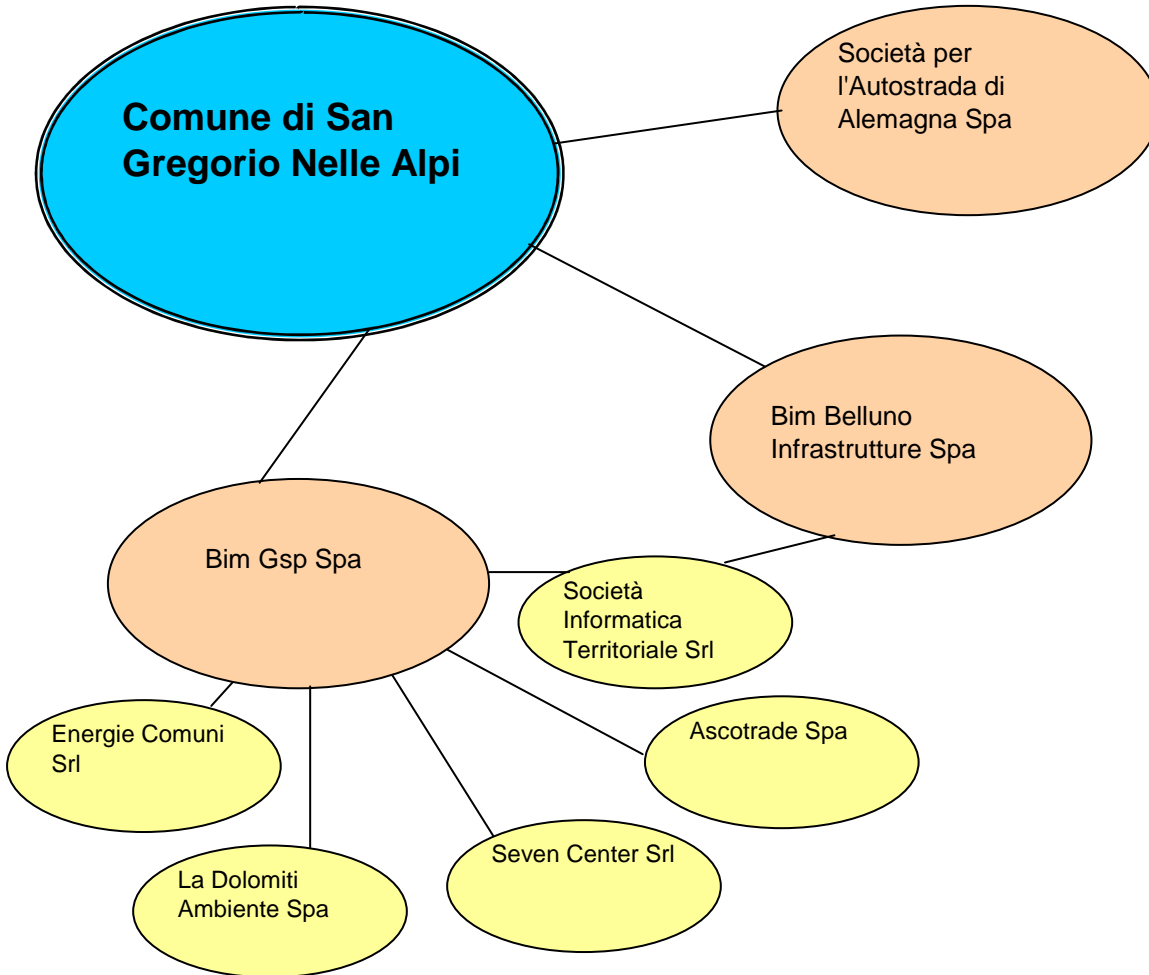 Comune di San
Gregorio Nelle Alpi
Società per
l'Autostrada di
Alemagna Spa
Bim Belluno
Infrastrutture Spa
Bim Gsp Spa
Società
Informatica
Territoriale Srl
Energie Comuni
Srl
Ascotrade Spa
Seven Center Srl
La Dolomiti
Ambiente Spa